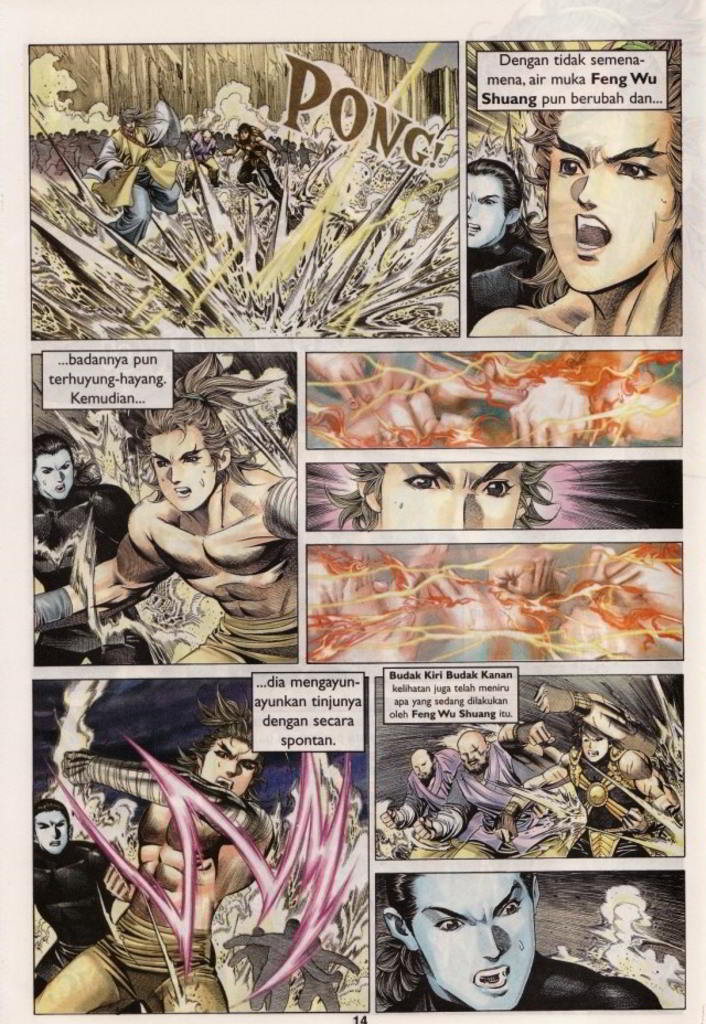 PONG!
Dengan tidak semena-
mena, air muka Feng Wu
Shuang pun berubah dan...
...badannya pun
terhuyung-hayang.
Kemudian...
...dia mengayun-
ayunkan tinjunya
dengan secara
spontan.
Budak Kiri Budak Kanan
kelihatan juga telah meniru
apa yang sedang dilakukan
oleh Feng Wu Shuang itu.
14